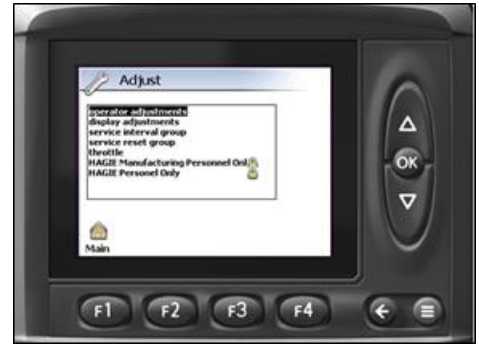 Adjust
operator adjustments
display adjustments
service interval group
service reset group
throttle
HAGIE Manufacturing Personnel Onl
HAGIE Personel Only
Main
OK
F1 F2 F3 F4